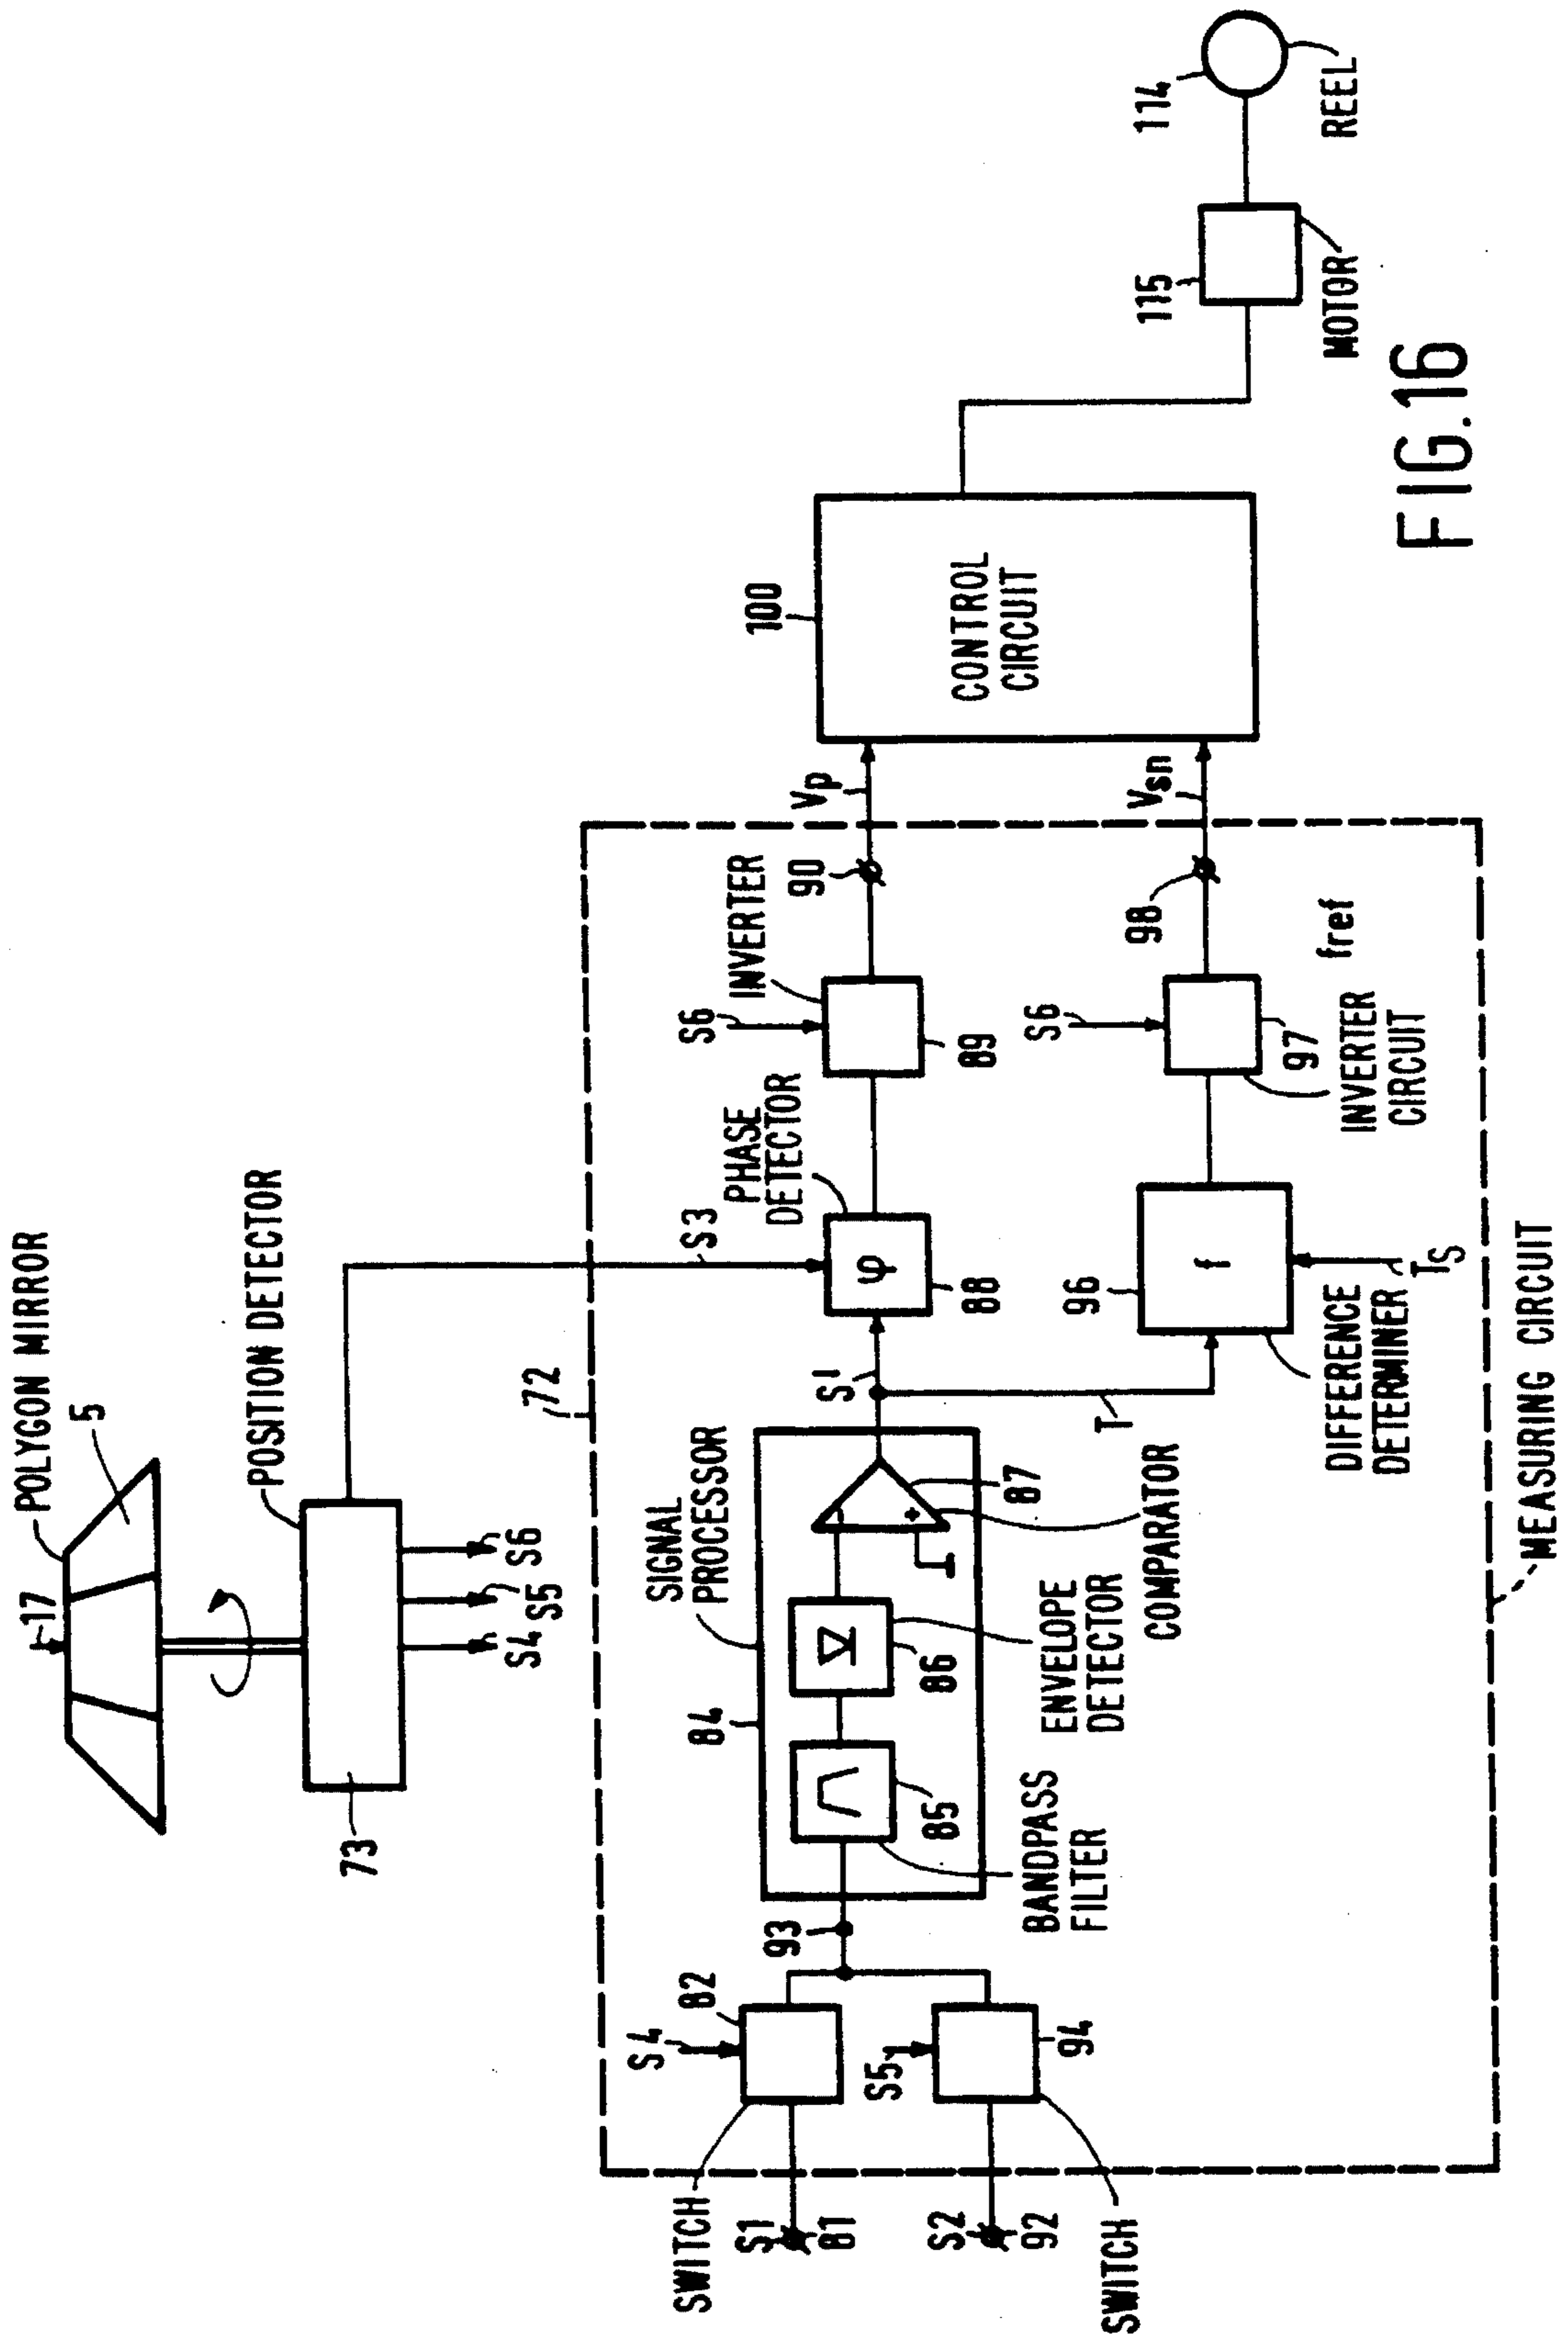 POLYGON MIRROR
17
5
POSITION DETECTOR
73
S4
S5
S6
72
S3
SWITCH
S1
81
S4
82
S2
92
SWITCH
S5
94
93
84
SIGNAL
PROCESSOR
85
BANDPASS
FILTER
86
ENVELOPE
DETECTOR
-
+
87
COMPARATOR
S'
T
φ
88
PHASE
DETECTOR
S6
INVERTER
89
90
Vp
96
f
DIFFERENCE
DETERMINER
TS
S6
97
INVERTER
CIRCUIT
fref
98
Vsn
MEASURING CIRCUIT
100
CONTROL
CIRCUIT
115
MOTOR
114
REEL
FIG.16